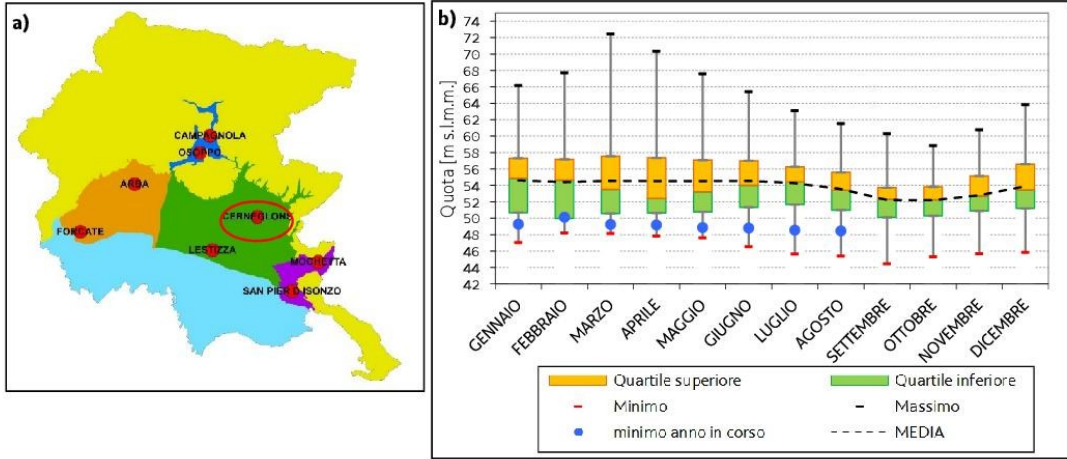 a)
CAMPAGNOLA
OSOPPO
ARBA
CERNEGLONS
FORCATE
LESTIZZA
MOCHETTA
SAN PIER D ISONZO
b)
Quota [m s.l.m.m.]
74
72
70
68
66
64
62
60
58
56
54
52
50
48
46
44
42
GENNAIO
FEBBRAIO
MARZO
APRILE
MAGGIO
GIUGNO
LUGLIO
AGOSTO
SETTEMBRE
OTTOBRE
NOVEMBRE
DICEMBRE
Quartile superiore
Quartile inferiore
Minimo
Massimo
minimo anno in corso
MEDIA